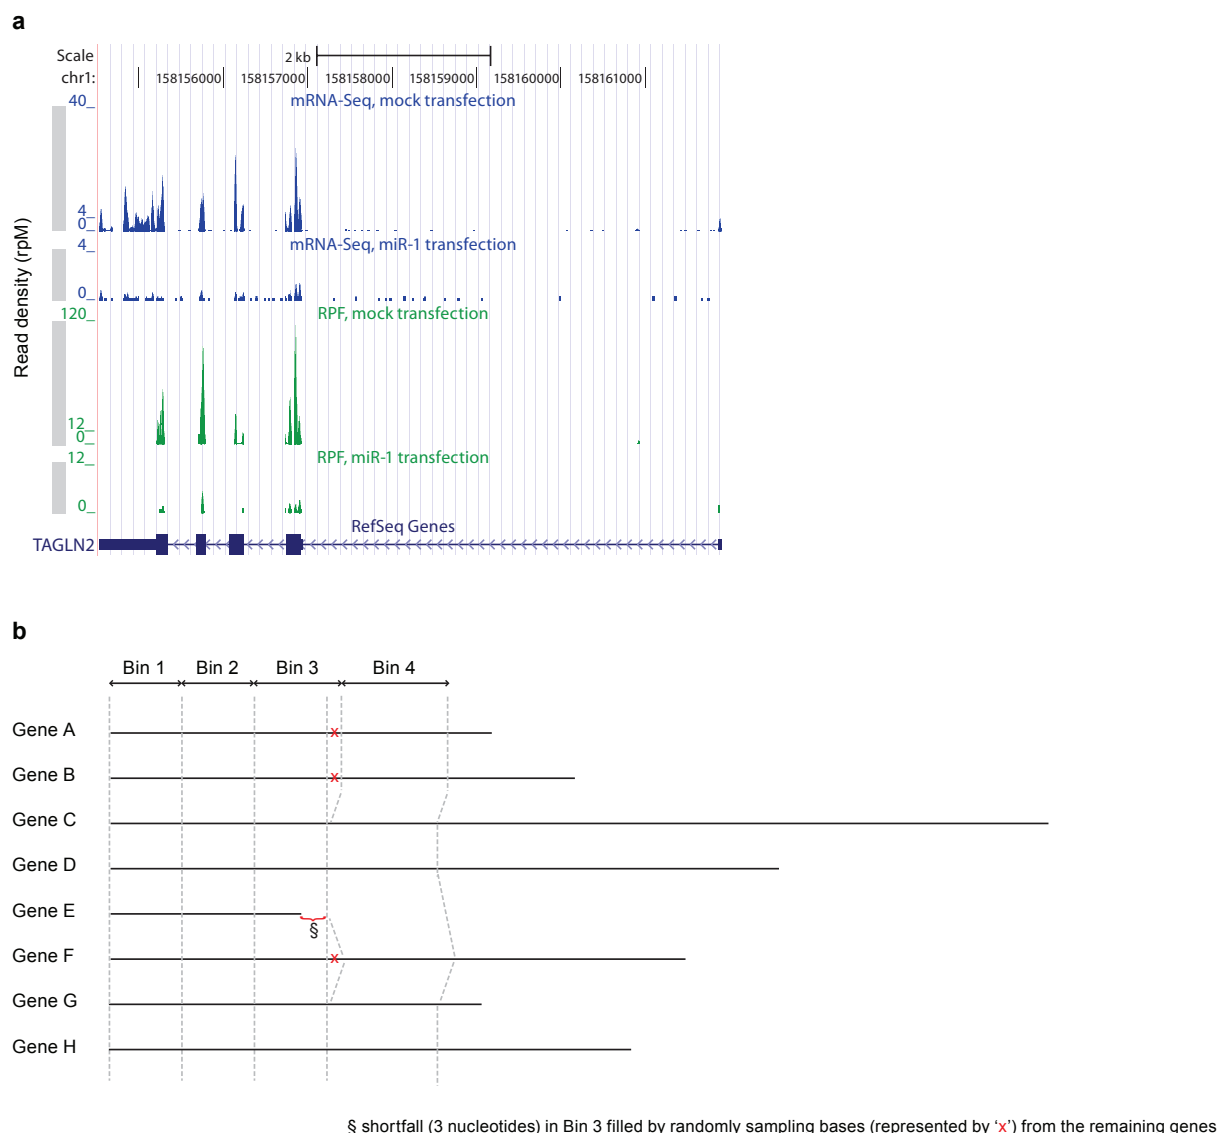 a
Scale 2 kb
chr1: 158156000 158157000 158158000 158159000 158160000 158161000
40_ mRNA-Seq, mock transfection
4_
0_
mRNA-Seq, miR-1 transfection
4_
0_
120_ RPF, mock transfection
12_
0_
RPF, miR-1 transfection
12_
0_
Read density (rpM)
RefSeq Genes
TAGLN2
b
Bin 1 Bin 2 Bin 3 Bin 4
Gene A x
Gene B x
Gene C
Gene D
Gene E
§
Gene F x
Gene G
Gene H
§ shortfall (3 nucleotides) in Bin 3 filled by randomly sampling bases (represented by ‘x’) from the remaining genes